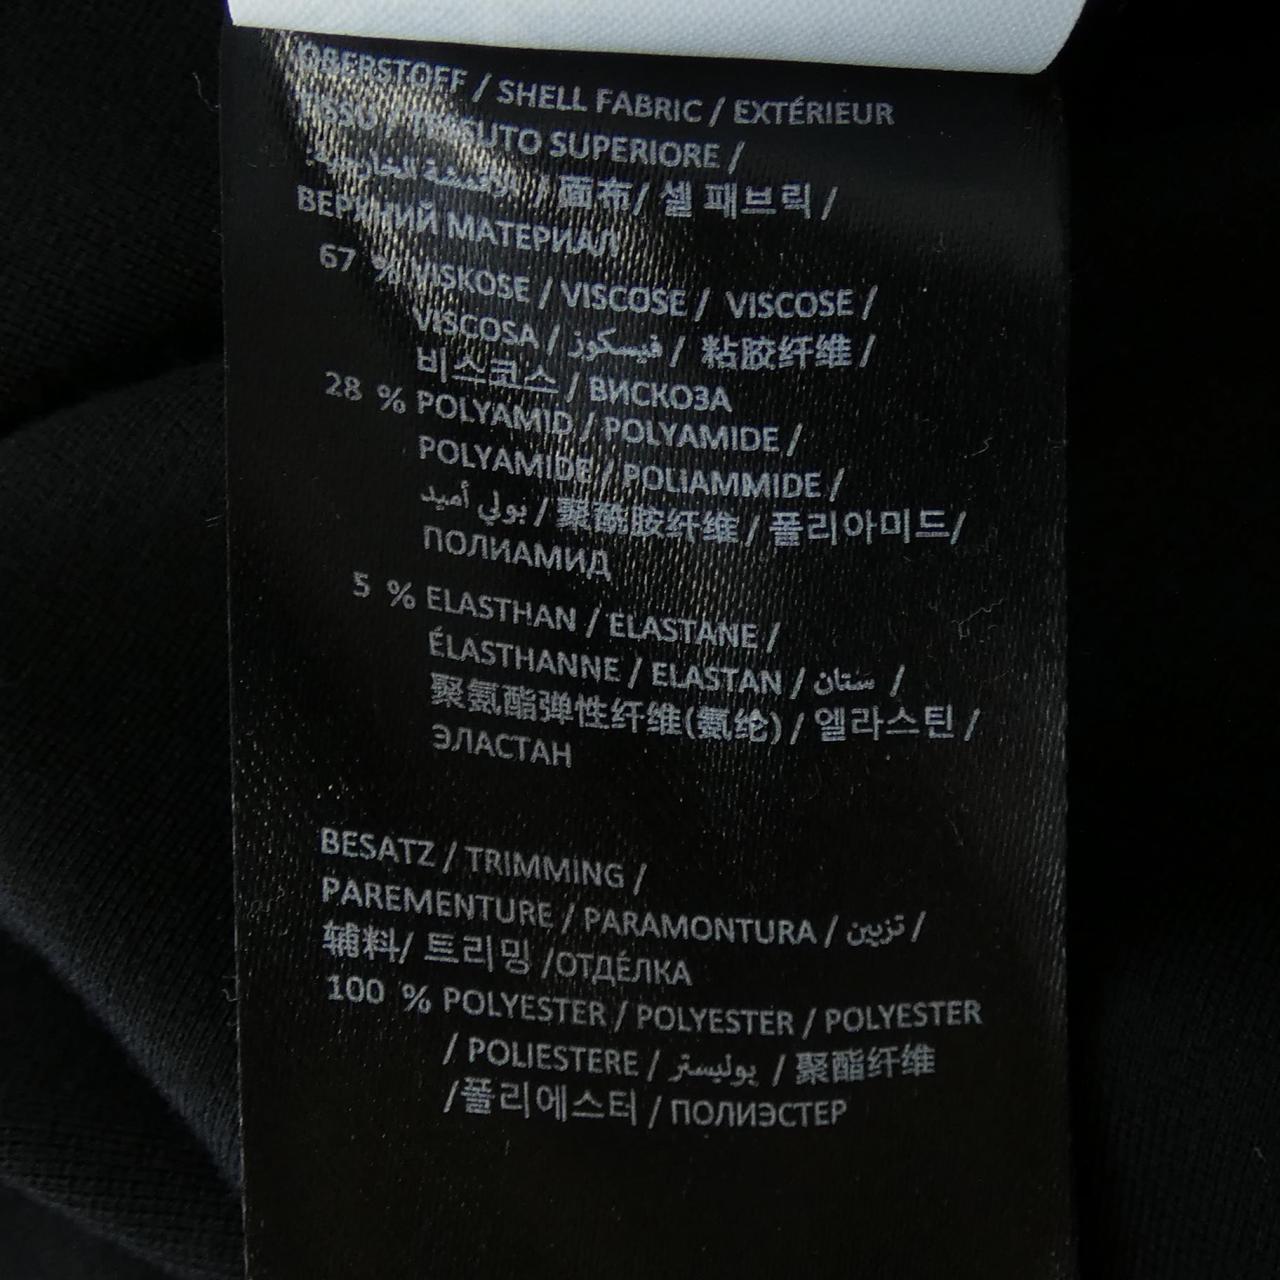 OBERSTOFF / SHELL FABRIC / EXTÉRIEUR
TISSU / TESSUTO SUPERIORE /
الأقمشة الخارجية / 面布/ 셸 패브릭 /
ВЕРХНИЙ МАТЕРИАЛ
67 % VISKOSE / VISCOSE / VISCOSE /
VISCOSA / فيسكوز / 粘胶纤维 /
비스코스 / ВИСКОЗА
28 % POLYAMID / POLYAMIDE /
POLYAMIDE / POLIAMMIDE /
بولي أميد / 聚酰胺纤维 / 폴리아미드/
ПОЛИАМИД
5 % ELASTHAN / ELASTANE /
ÉLASTHANNE / ELASTAN / ستان /
聚氨酯弹性纤维(氨纶) / 엘라스틴 /
ЭЛАСТАН
BESATZ / TRIMMING /
PAREMENTURE / PARAMONTURA / تزيين /
辅料/ 트리밍 /ОТДЕ́ЛКА
100 % POLYESTER / POLYESTER / POLYESTER
/ POLIESTERE / بوليستر / 聚酯纤维
/폴리에스터 / ПОЛИЭСТЕР